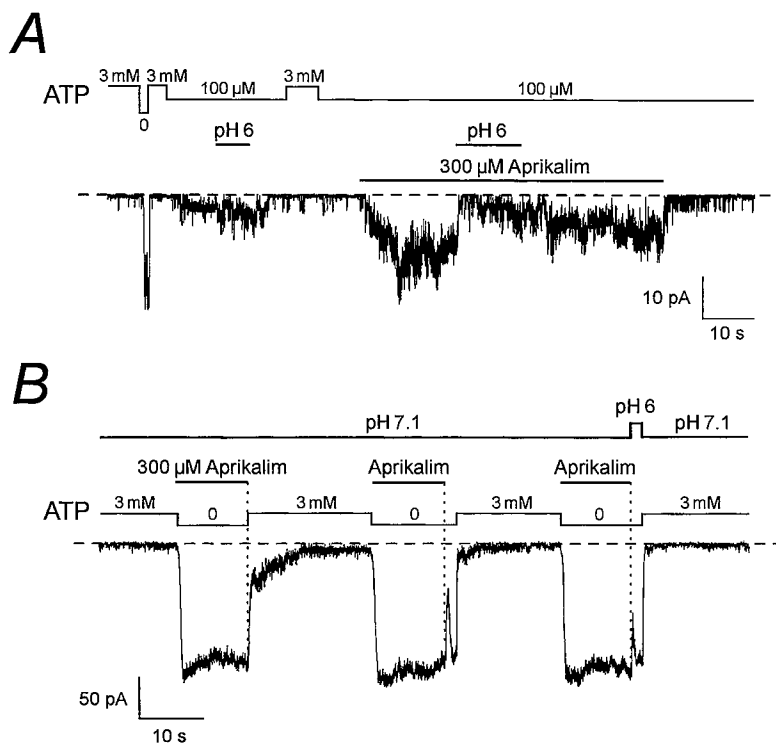 A
3 mM 3 mM 3 mM
ATP 100 μM 100 μM
0
pH 6 pH 6
300 μM Aprikalim
10 pA
10 s
B
pH 6
pH 7.1 pH 7.1
300 μM Aprikalim Aprikalim Aprikalim
ATP 3 mM 0 3 mM 0 3 mM 0 3 mM
50 pA
10 s